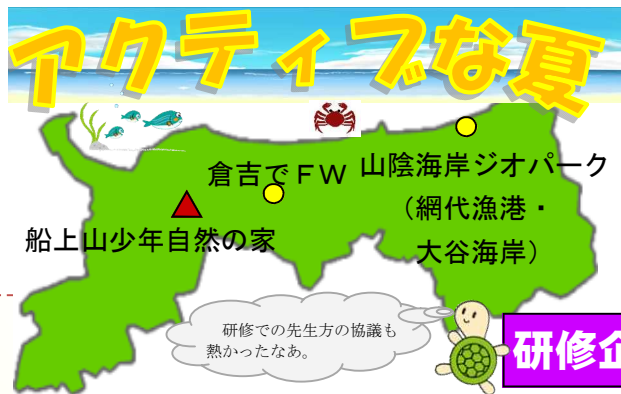 アクティブな夏
倉吉でＦＷ
山陰海岸ジオパーク
（網代漁港・
大谷海岸）
船上山少年自然の家
研修での先生方の協議も
熱かったなあ。
研修企